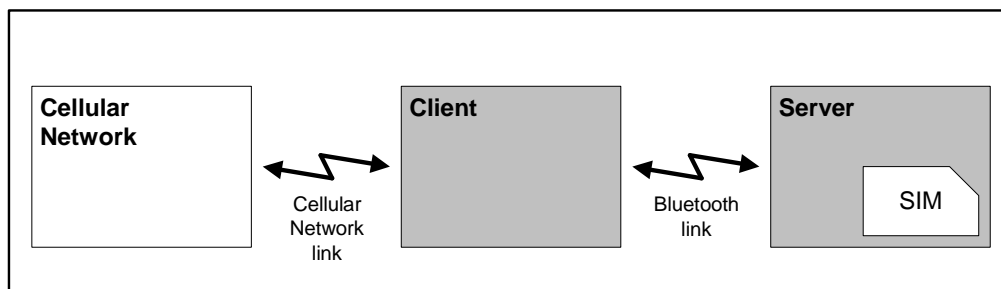 Cellular
Network
Client
Server
SIM
Cellular
Network
link
Bluetooth
link